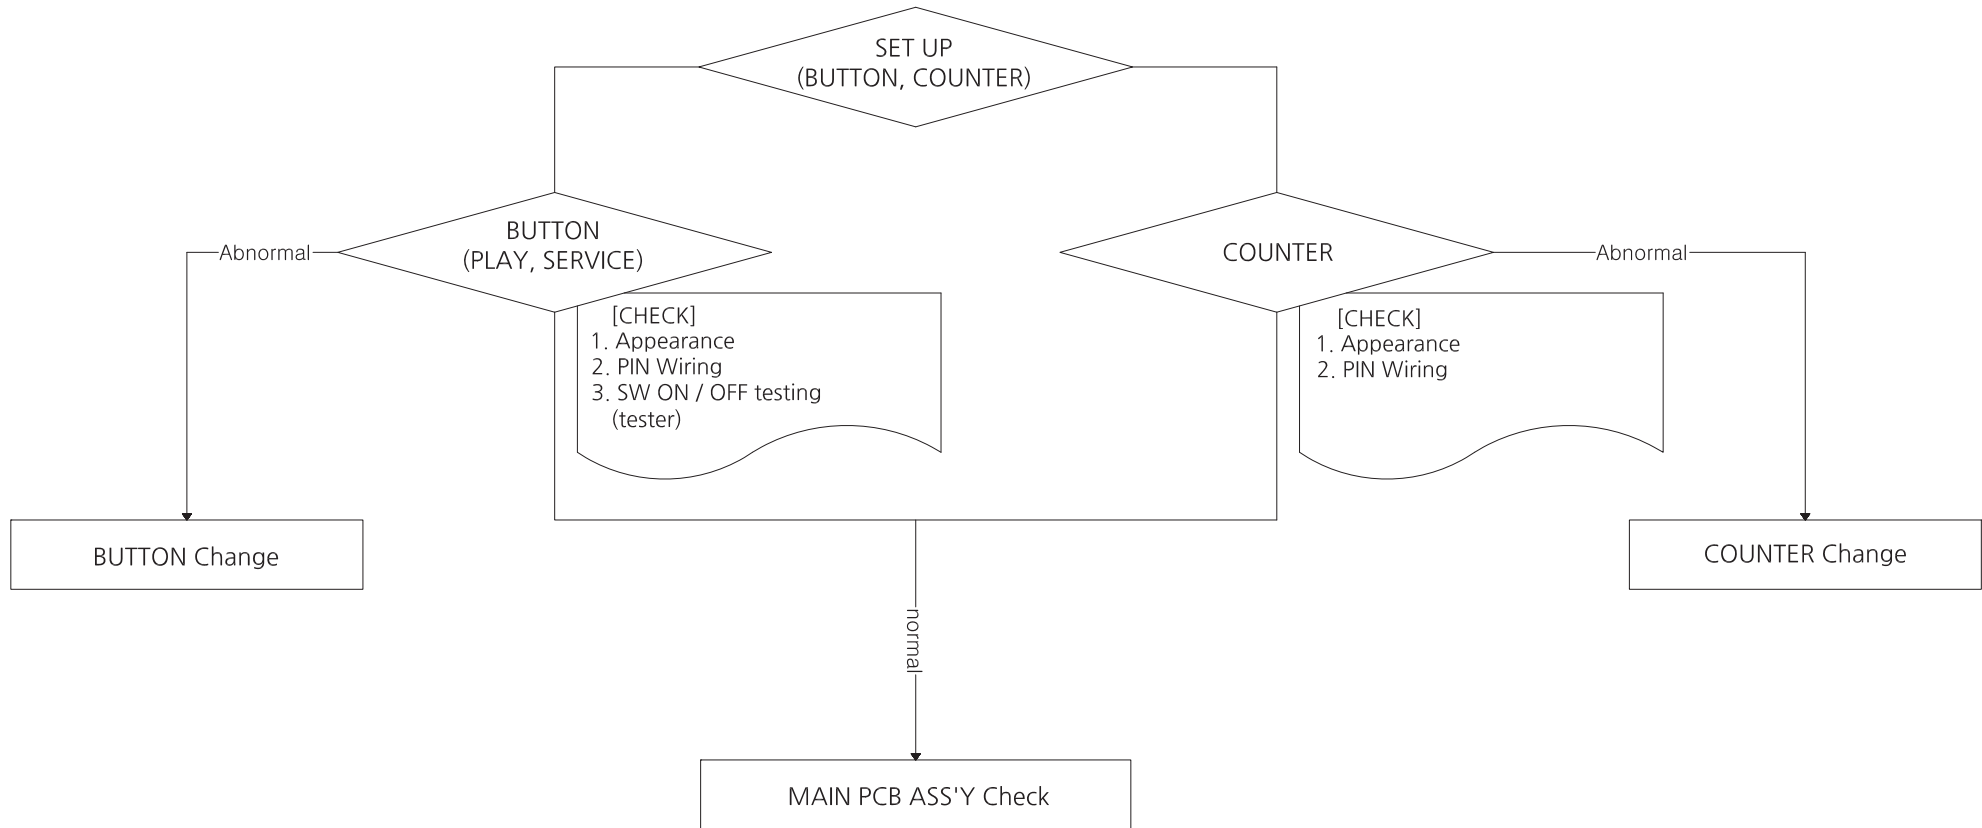 SET UP
(BUTTON, COUNTER)
BUTTON
(PLAY, SERVICE)
Abnormal
[CHECK]
1. Appearance
2. PIN Wiring
3. SW ON / OFF testing
(tester)
COUNTER
Abnormal
[CHECK]
1. Appearance
2. PIN Wiring
BUTTON Change
COUNTER Change
normal
MAIN PCB ASS'Y Check